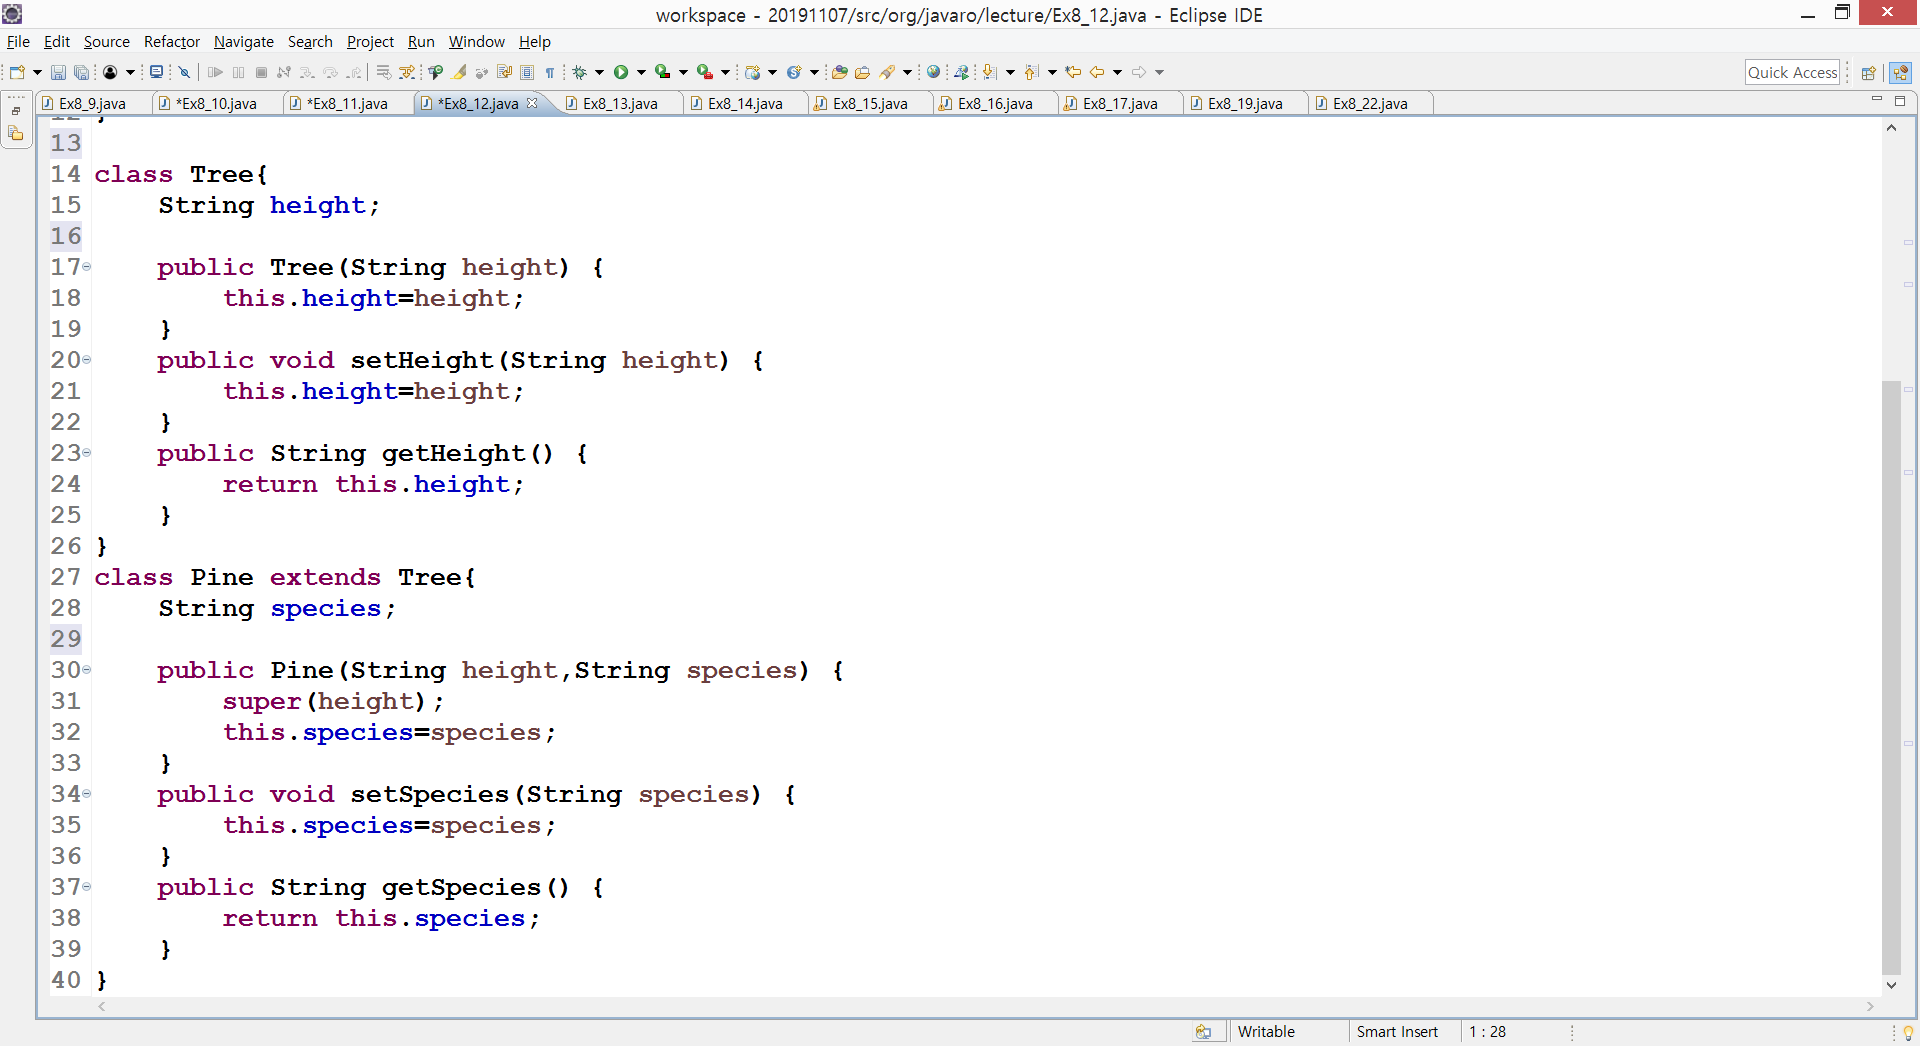 workspace - 20191107/src/org/javaro/lecture/Ex8_12.java - Eclipse IDE
File Edit Source Refactor Navigate Search Project Run Window Help
Quick Access
Ex8_9.java *Ex8_10.java *Ex8_11.java *Ex8_12.java Ex8_13.java Ex8_14.java Ex8_15.java Ex8_16.java Ex8_17.java Ex8_19.java Ex8_22.java
12 }
13
14 class Tree{
15     String height;
16
17     public Tree(String height) {
18         this.height=height;
19     }
20     public void setHeight(String height) {
21         this.height=height;
22     }
23     public String getHeight() {
24         return this.height;
25     }
26 }
27 class Pine extends Tree{
28     String species;
29
30     public Pine(String height,String species) {
31         super(height);
32         this.species=species;
33     }
34     public void setSpecies(String species) {
35         this.species=species;
36     }
37     public String getSpecies() {
38         return this.species;
39     }
40 }
Writable Smart Insert 1 : 28